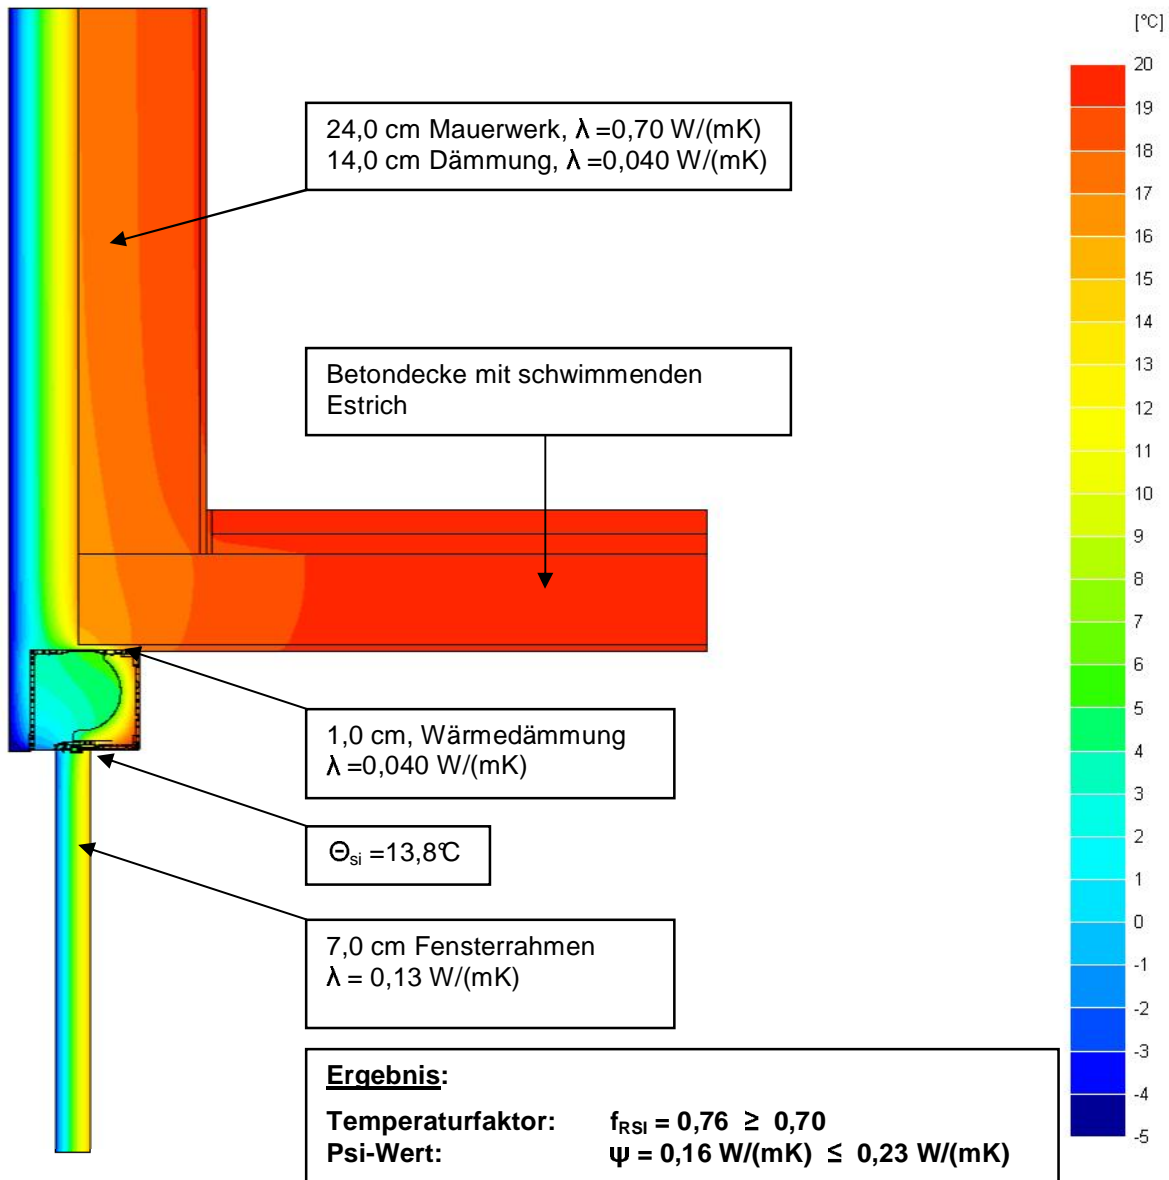 [°C]
24,0 cm Mauerwerk, λ =0,70 W/(mK)
14,0 cm Dämmung, λ =0,040 W/(mK)
Betondecke mit schwimmenden
Estrich
1,0 cm, Wärmedämmung
λ =0,040 W/(mK)
Θsi =13,8°C
7,0 cm Fensterrahmen
λ = 0,13 W/(mK)
Ergebnis:
Temperaturfaktor: fRSI = 0,76 ≥ 0,70
Psi-Wert: ψ = 0,16 W/(mK) ≤ 0,23 W/(mK)
20
19
18
17
16
15
14
13
12
11
10
9
8
7
6
5
4
3
2
1
0
-1
-2
-3
-4
-5